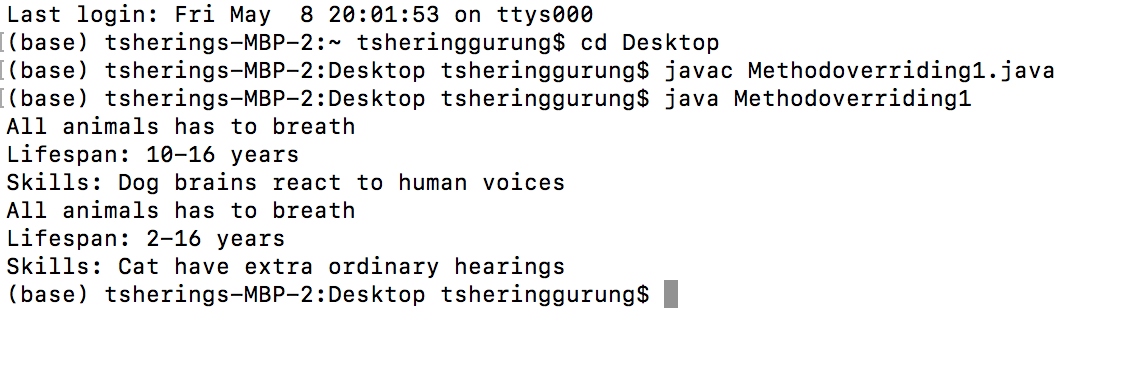 Last login: Fri May  8 20:01:53 on ttys000
[(base) tsherings-MBP-2:~ tsheringgurung$ cd Desktop
[(base) tsherings-MBP-2:Desktop tsheringgurung$ javac Methodoverriding1.java
[(base) tsherings-MBP-2:Desktop tsheringgurung$ java Methodoverriding1
All animals has to breath
Lifespan: 10-16 years
Skills: Dog brains react to human voices
All animals has to breath
Lifespan: 2-16 years
Skills: Cat have extra ordinary hearings
(base) tsherings-MBP-2:Desktop tsheringgurung$